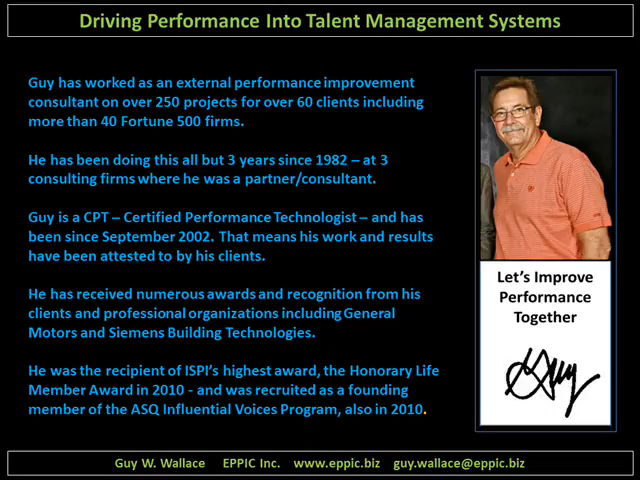 Driving Performance Into Talent Management Systems
Guy has worked as an external performance improvement
consultant on over 250 projects for over 60 clients including
more than 40 Fortune 500 firms.
He has been doing this all but 3 years since 1982 – at 3
consulting firms where he was a partner/consultant.
Guy is a CPT – Certified Performance Technologist – and has
been since September 2002. That means his work and results
have been attested to by his clients.
He has received numerous awards and recognition from his
clients and professional organizations including General
Motors and Siemens Building Technologies.
He was the recipient of ISPI's highest award, the Honorary Life
Member Award in 2010 - and was recruited as a founding
member of the ASQ Influential Voices Program, also in 2010.
Let's Improve
Performance
Together
Guy
Guy W. Wallace EPPIC Inc. www.eppic.biz guy.wallace@eppic.biz